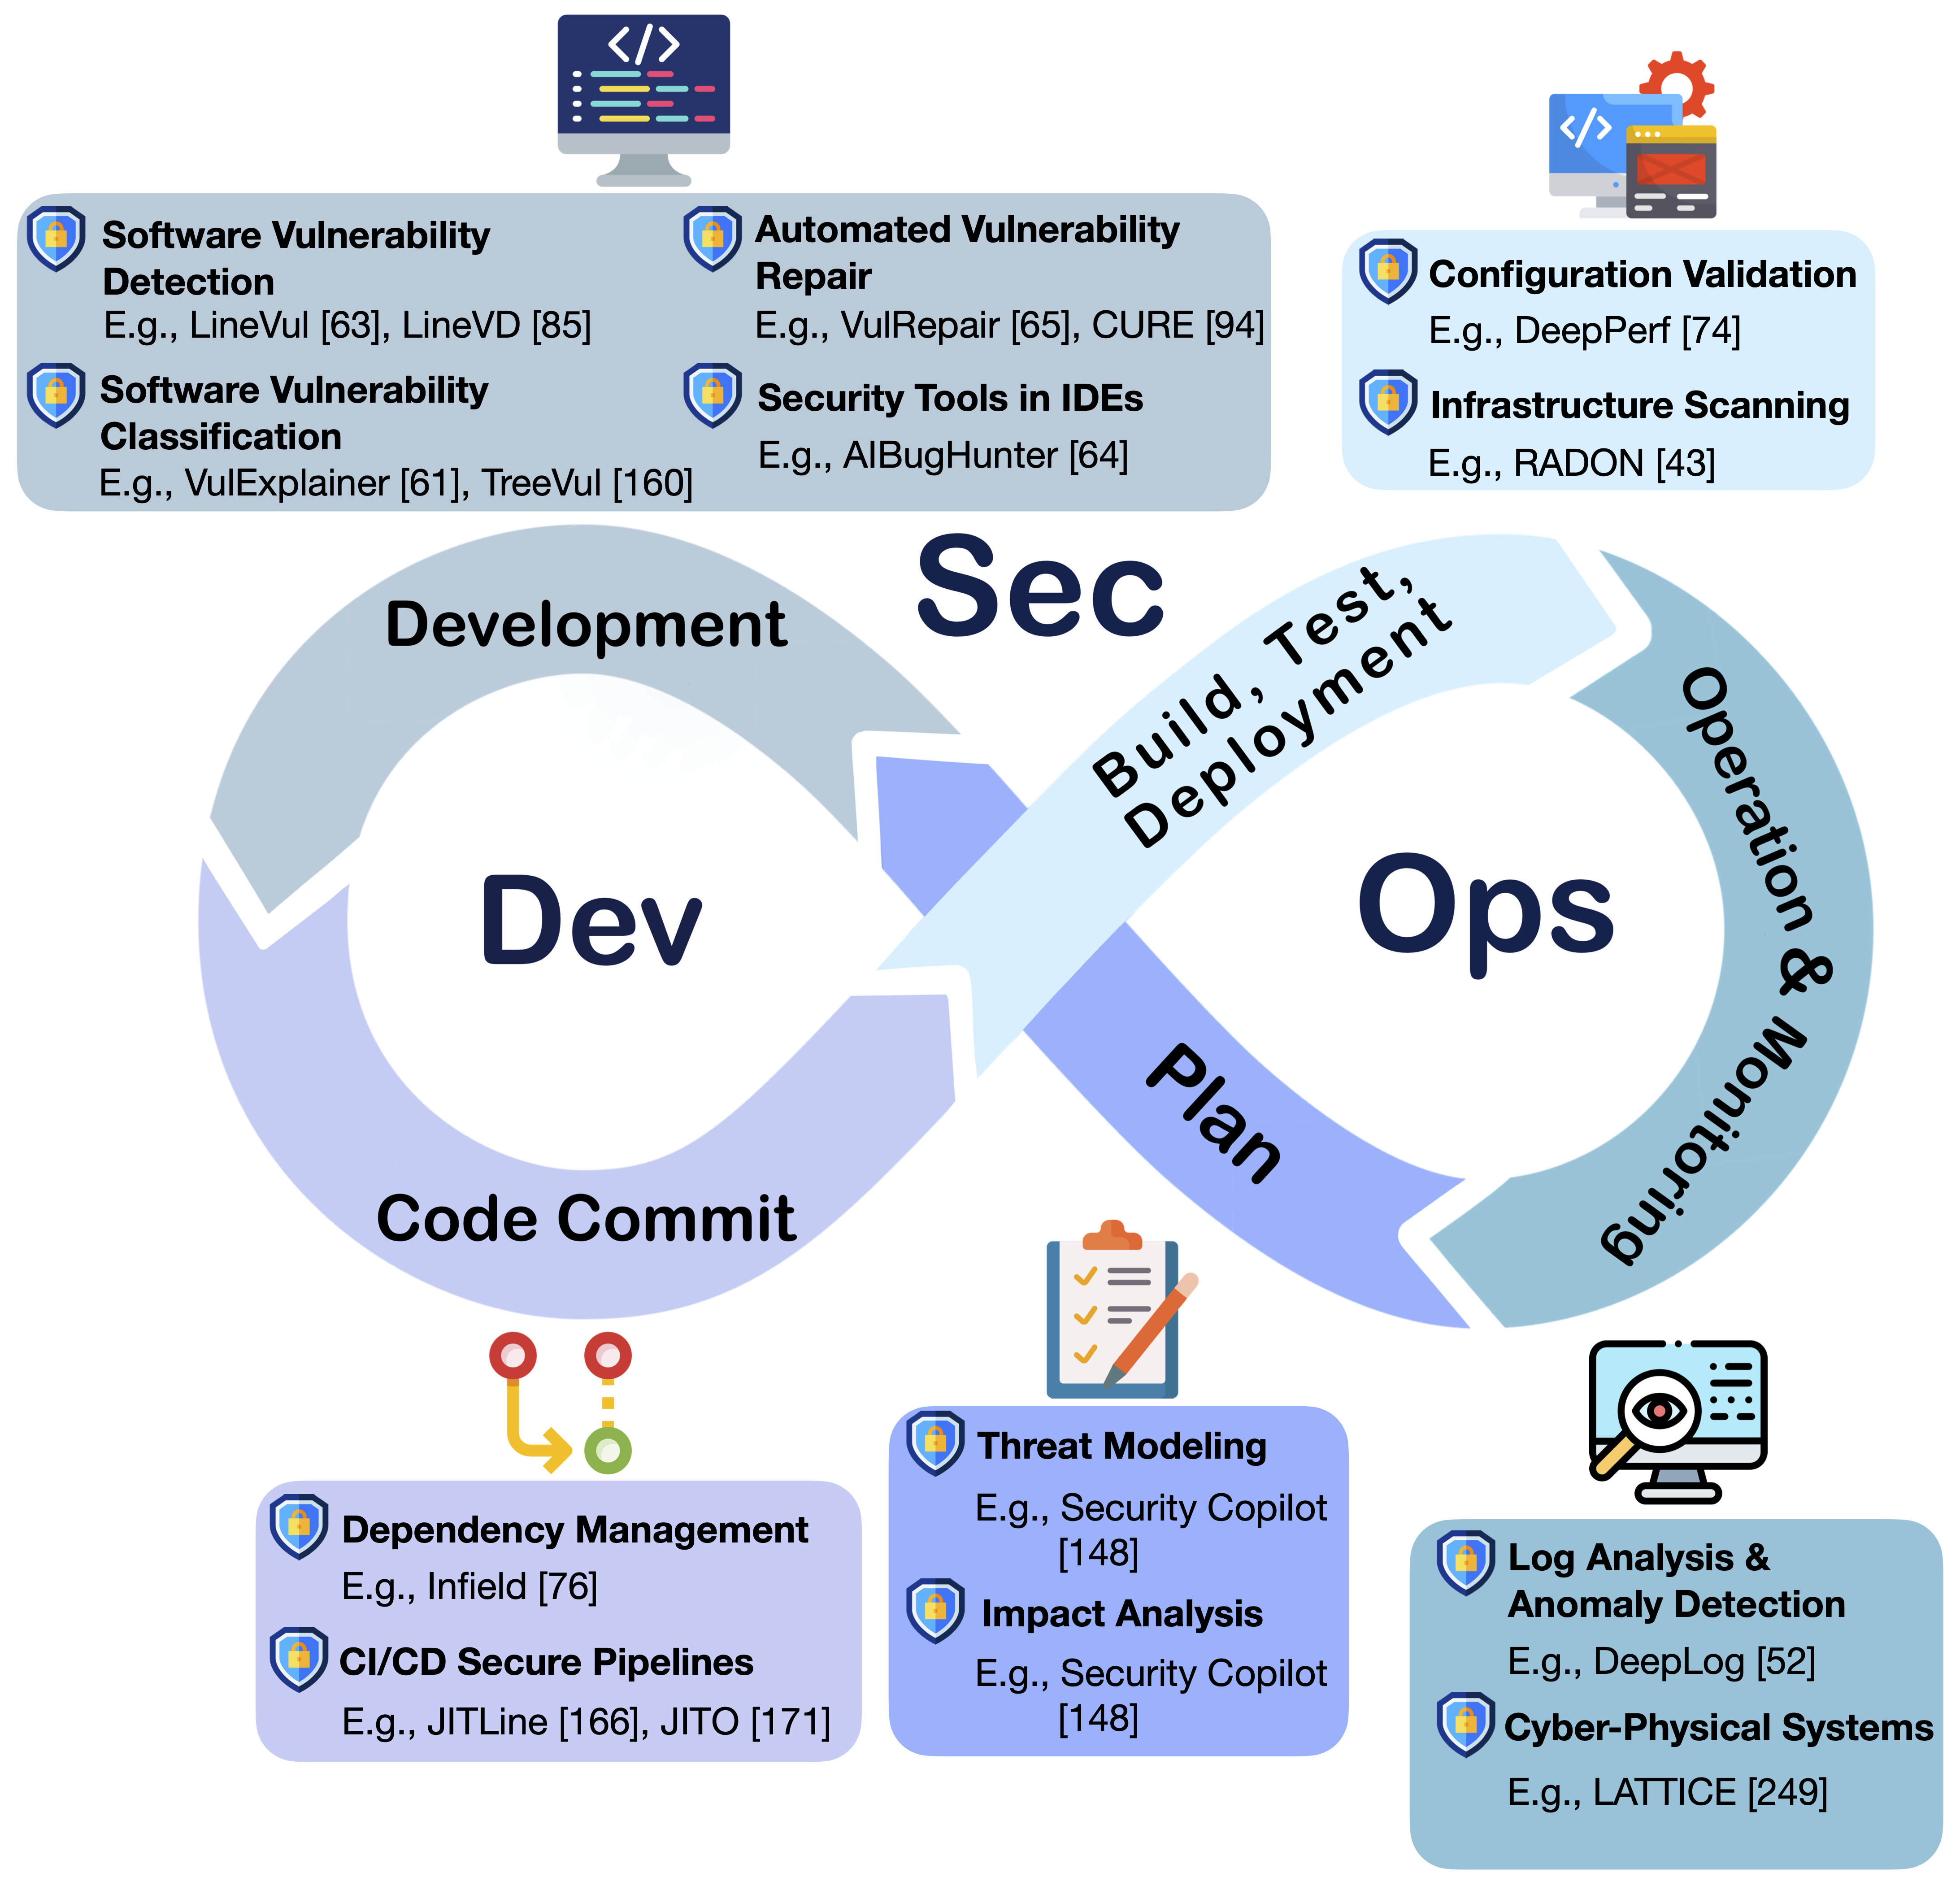 </>
Software Vulnerability
Detection
E.g., LineVul [63], LineVD [85]
Software Vulnerability
Classification
E.g., VulExplainer [61], TreeVul [160]
Automated Vulnerability
Repair
E.g., VulRepair [65], CURE [94]
Security Tools in IDEs
E.g., AIBugHunter [64]
</>
Configuration Validation
E.g., DeepPerf [74]
Infrastructure Scanning
E.g., RADON [43]
Sec
Development
Build, Test,
Deployment
Operation & Monitoring
Dev
Ops
Plan
Code Commit
Dependency Management
E.g., Infield [76]
CI/CD Secure Pipelines
E.g., JITLine [166], JITO [171]
Threat Modeling
E.g., Security Copilot
[148]
Impact Analysis
E.g., Security Copilot
[148]
Log Analysis &
Anomaly Detection
E.g., DeepLog [52]
Cyber-Physical Systems
E.g., LATTICE [249]